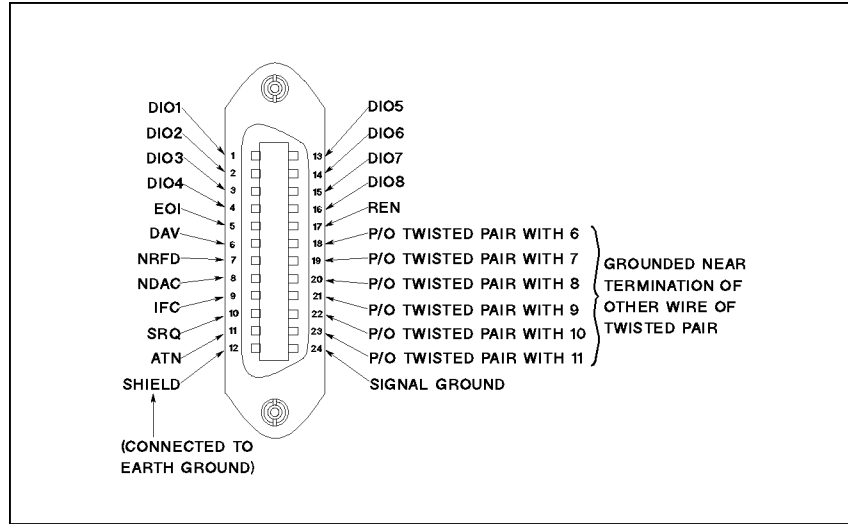 DIO1
DIO2
DIO3
DIO4
EOI
DAV
NRFD
NDAC
IFC
SRQ
ATN
SHIELD
(CONNECTED TO
EARTH GROUND)
1
2
3
4
5
6
7
8
9
10
11
12
13
14
15
16
17
18
19
20
21
22
23
24
DIO5
DIO6
DIO7
DIO8
REN
P/O TWISTED PAIR WITH 6
P/O TWISTED PAIR WITH 7
P/O TWISTED PAIR WITH 8
P/O TWISTED PAIR WITH 9
P/O TWISTED PAIR WITH 10
P/O TWISTED PAIR WITH 11
SIGNAL GROUND
GROUNDED NEAR
TERMINATION OF
OTHER WIRE OF
TWISTED PAIR